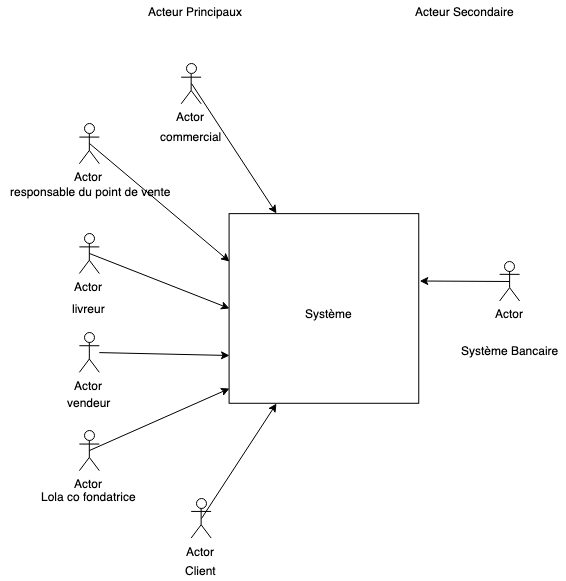 Acteur Principaux
Acteur Secondaire
Actor
commercial
Actor
responsable du point de vente
Actor
livreur
Système
Actor
Système Bancaire
Actor
vendeur
Actor
Lola co fondatrice
Actor
Client